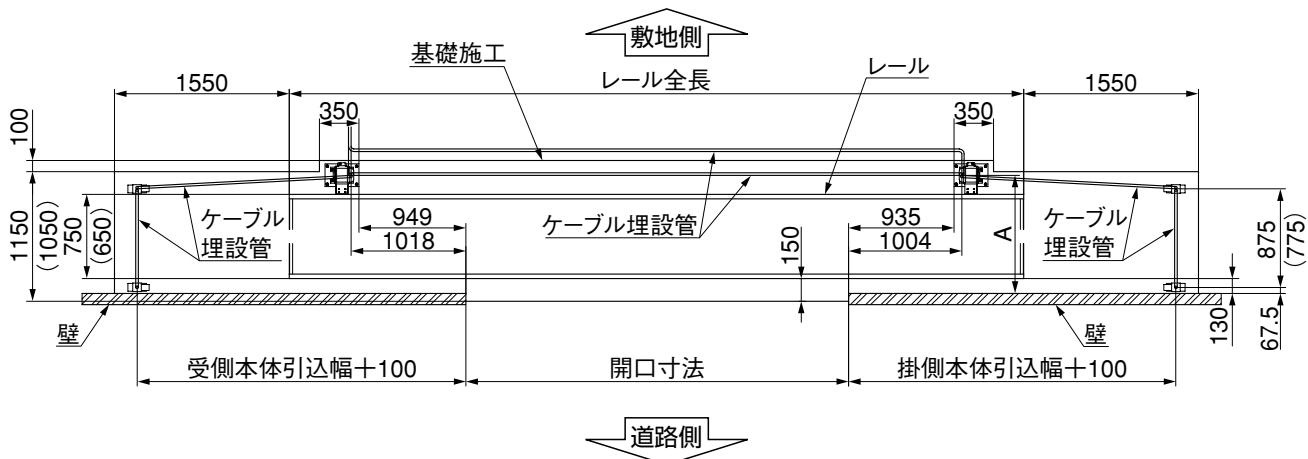 敷地側
基礎施工
レール全長
レール
1550
1550
350
350
100
1150
(1050)
750
(650)
ケーブル
埋設管
949
1018
ケーブル埋設管
150
935
1004
A
ケーブル
埋設管
875
(775)
130
67.5
壁
壁
受側本体引込幅+100
開口寸法
掛側本体引込幅+100
道路側